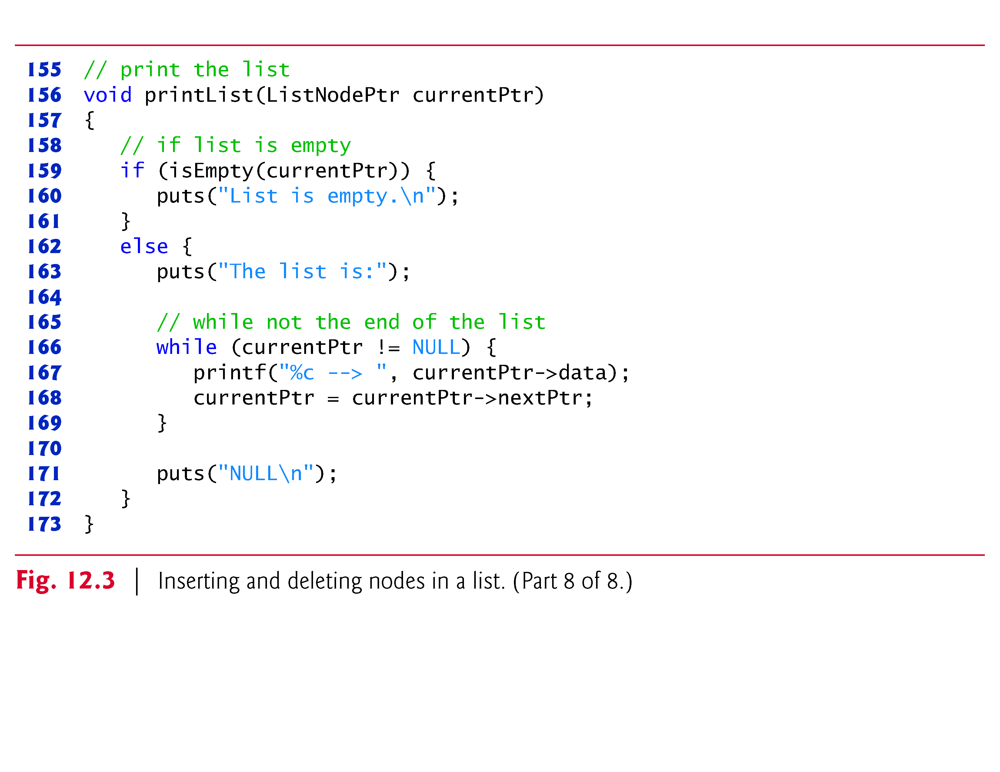 155 // print the list
156 void printList(ListNodePtr currentPtr)
157 {
158    // if list is empty
159    if (isEmpty(currentPtr)) {
160       puts("List is empty.\n");
161    }
162    else {
163       puts("The list is:");
164
165       // while not the end of the list
166       while (currentPtr != NULL) {
167          printf("%c --> ", currentPtr->data);
168          currentPtr = currentPtr->nextPtr;
169       }
170
171       puts("NULL\n");
172    }
173 }
Fig. 12.3 | Inserting and deleting nodes in a list. (Part 8 of 8.)